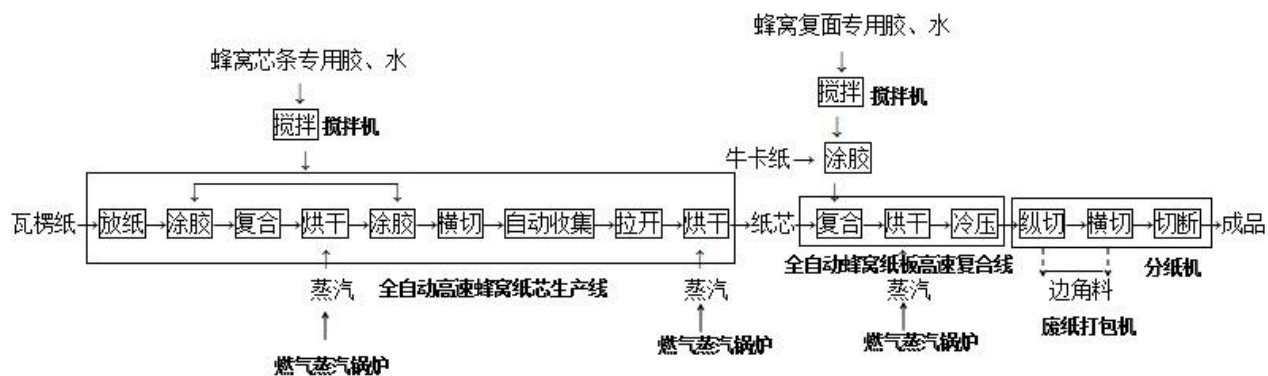 蜂窝复面专用胶、水
蜂窝芯条专用胶、水
搅拌 搅拌机
搅拌 搅拌机
牛卡纸 涂胶
瓦楞纸 放纸 涂胶 复合 烘干 涂胶 横切 自动收集 拉开 烘干 纸芯 复合 烘干 冷压 纵切 横切 切断 成品
全自动蜂窝纸板高速复合线 分纸机
蒸汽 全自动高速蜂窝纸芯生产线 蒸汽 蒸汽 边角料
废纸打包机
燃气蒸汽锅炉 燃气蒸汽锅炉 燃气蒸汽锅炉